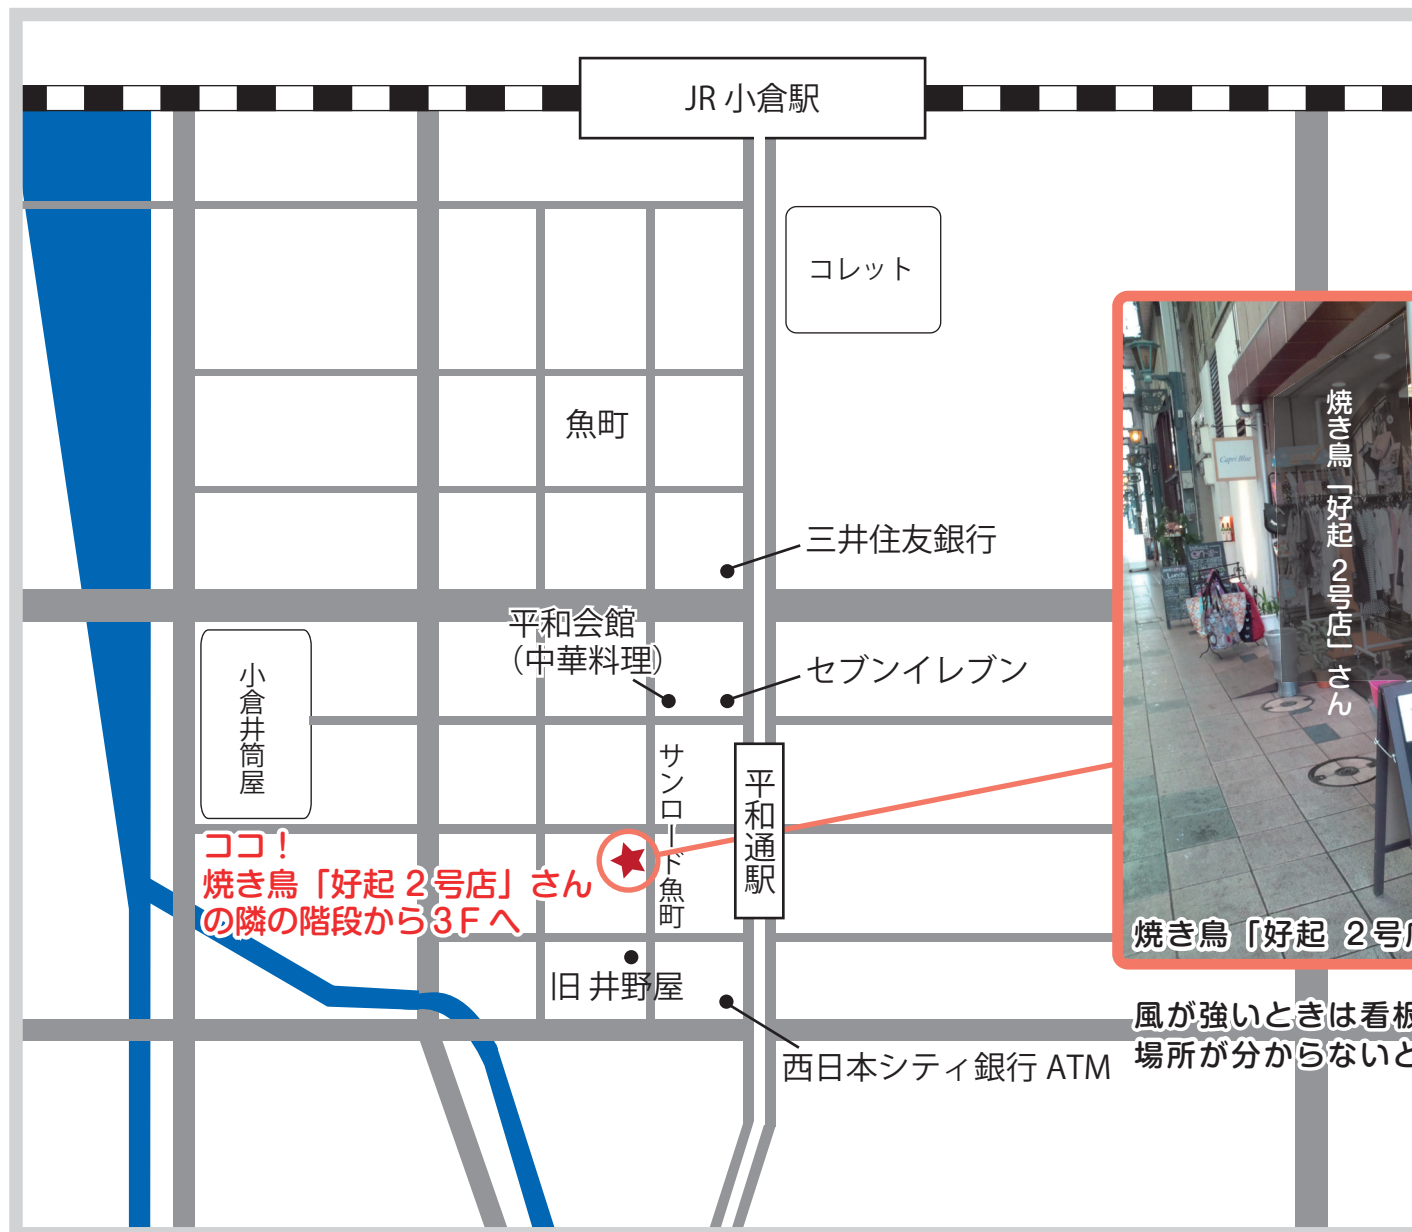 JR 小倉駅
コレット
魚町
三井住友銀行
平和会館
（中華料理）
セブンイレブン
小倉井筒屋
サンロード魚町
平和通駅
ココ！
焼き鳥「好起 2号店」さん
の隣の階段から3Fへ
旧 井野屋
西日本シティ銀行 ATM
Capri Blue
焼き鳥「好起 2号店」さん
Lunch
焼き鳥「好起 2号
風が強いときは看板
場所が分からないと